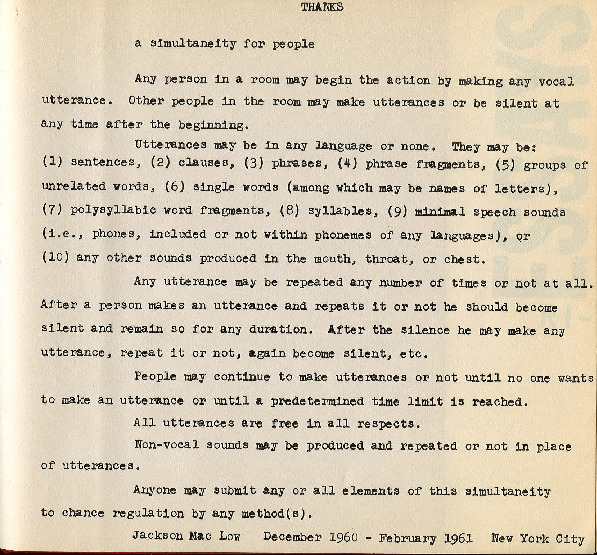 THANKS
a simultaneity for people
Any person in a room may begin the action by making any vocal
utterance. Other people in the room may make utterances or be silent at
any time after the beginning.
Utterances may be in any language or none. They may be:
(1) sentences, (2) clauses, (3) phrases, (4) phrase fragments, (5) groups of
unrelated words, (6) single words (among which may be names of letters),
(7) polysyllabic word fragments, (8) syllables, (9) minimal speech sounds
(i.e., phones, included or not within phonemes of any languages), or
(10) any other sounds produced in the mouth, throat, or chest.
Any utterance may be repeated any number of times or not at all.
After a person makes an utterance and repeats it or not he should become
silent and remain so for any duration. After the silence he may make any
utterance, repeat it or not, again become silent, etc.
People may continue to make utterances or not until no one wants
to make an utterance or until a predetermined time limit is reached.
All utterances are free in all respects.
Non-vocal sounds may be produced and repeated or not in place
of utterances.
Anyone may submit any or all elements of this simultaneity
to chance regulation by any method(s).
Jackson Mac Low December 1960 - February 1961 New York City